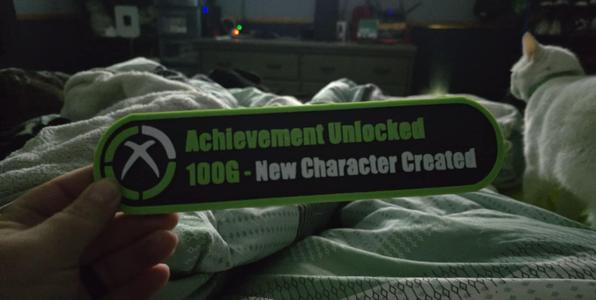 Achievement Unlocked
100G - New Character Created